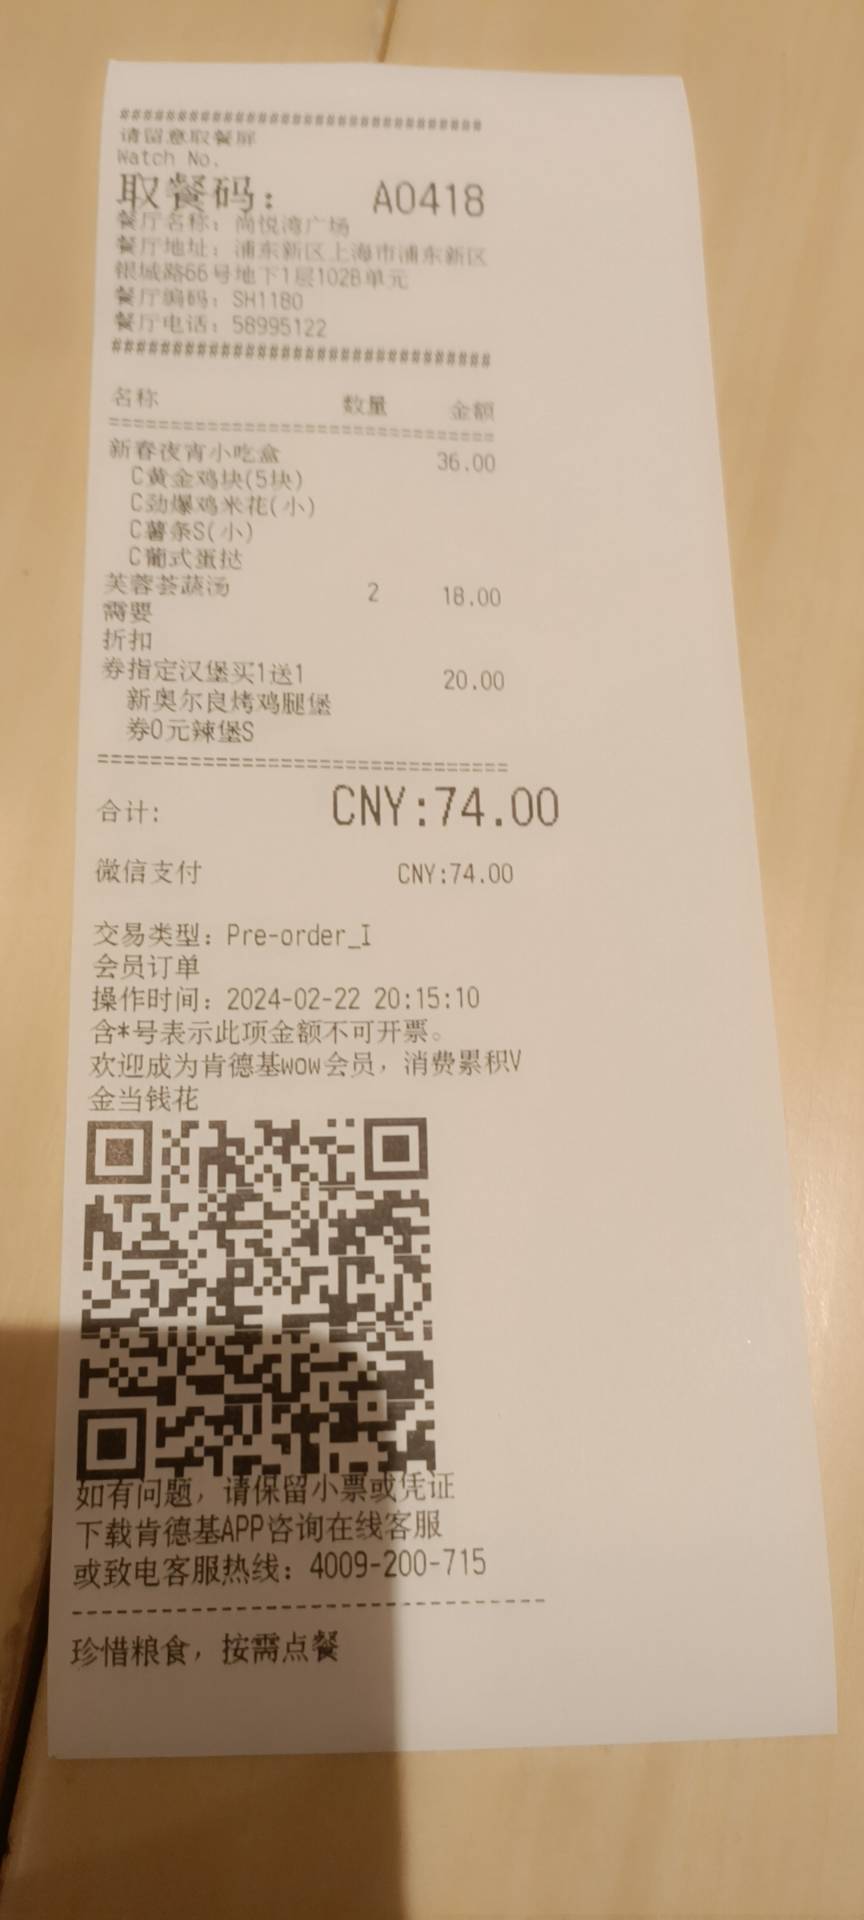 ################################
请留意取餐屏
Watch No.
取餐码： A0418
餐厅名称：尚悦湾广场
餐厅地址：浦东新区上海市浦东新区
银城路66号地下1层102B单元
餐厅编码：SH1180
餐厅电话：58995122
################################
名称 数量 金额
================================
新春夜宵小吃盒 36.00
C黄金鸡块(5块)
C劲爆鸡米花(小)
C薯条S(小)
C葡式蛋挞
芙蓉荟蔬汤 2 18.00
需要
折扣
券指定汉堡买1送1 20.00
新奥尔良烤鸡腿堡
券0元辣堡S
================================
合计: CNY:74.00
微信支付 CNY:74.00
交易类型：Pre-order_I
会员订单
操作时间：2024-02-22 20:15:10
含*号表示此项金额不可开票。
欢迎成为肯德基wow会员，消费累积V
金当钱花
如有问题，请保留小票或凭证
下载肯德基APP咨询在线客服
或致电客服热线：4009-200-715
--------------------------------
珍惜粮食，按需点餐